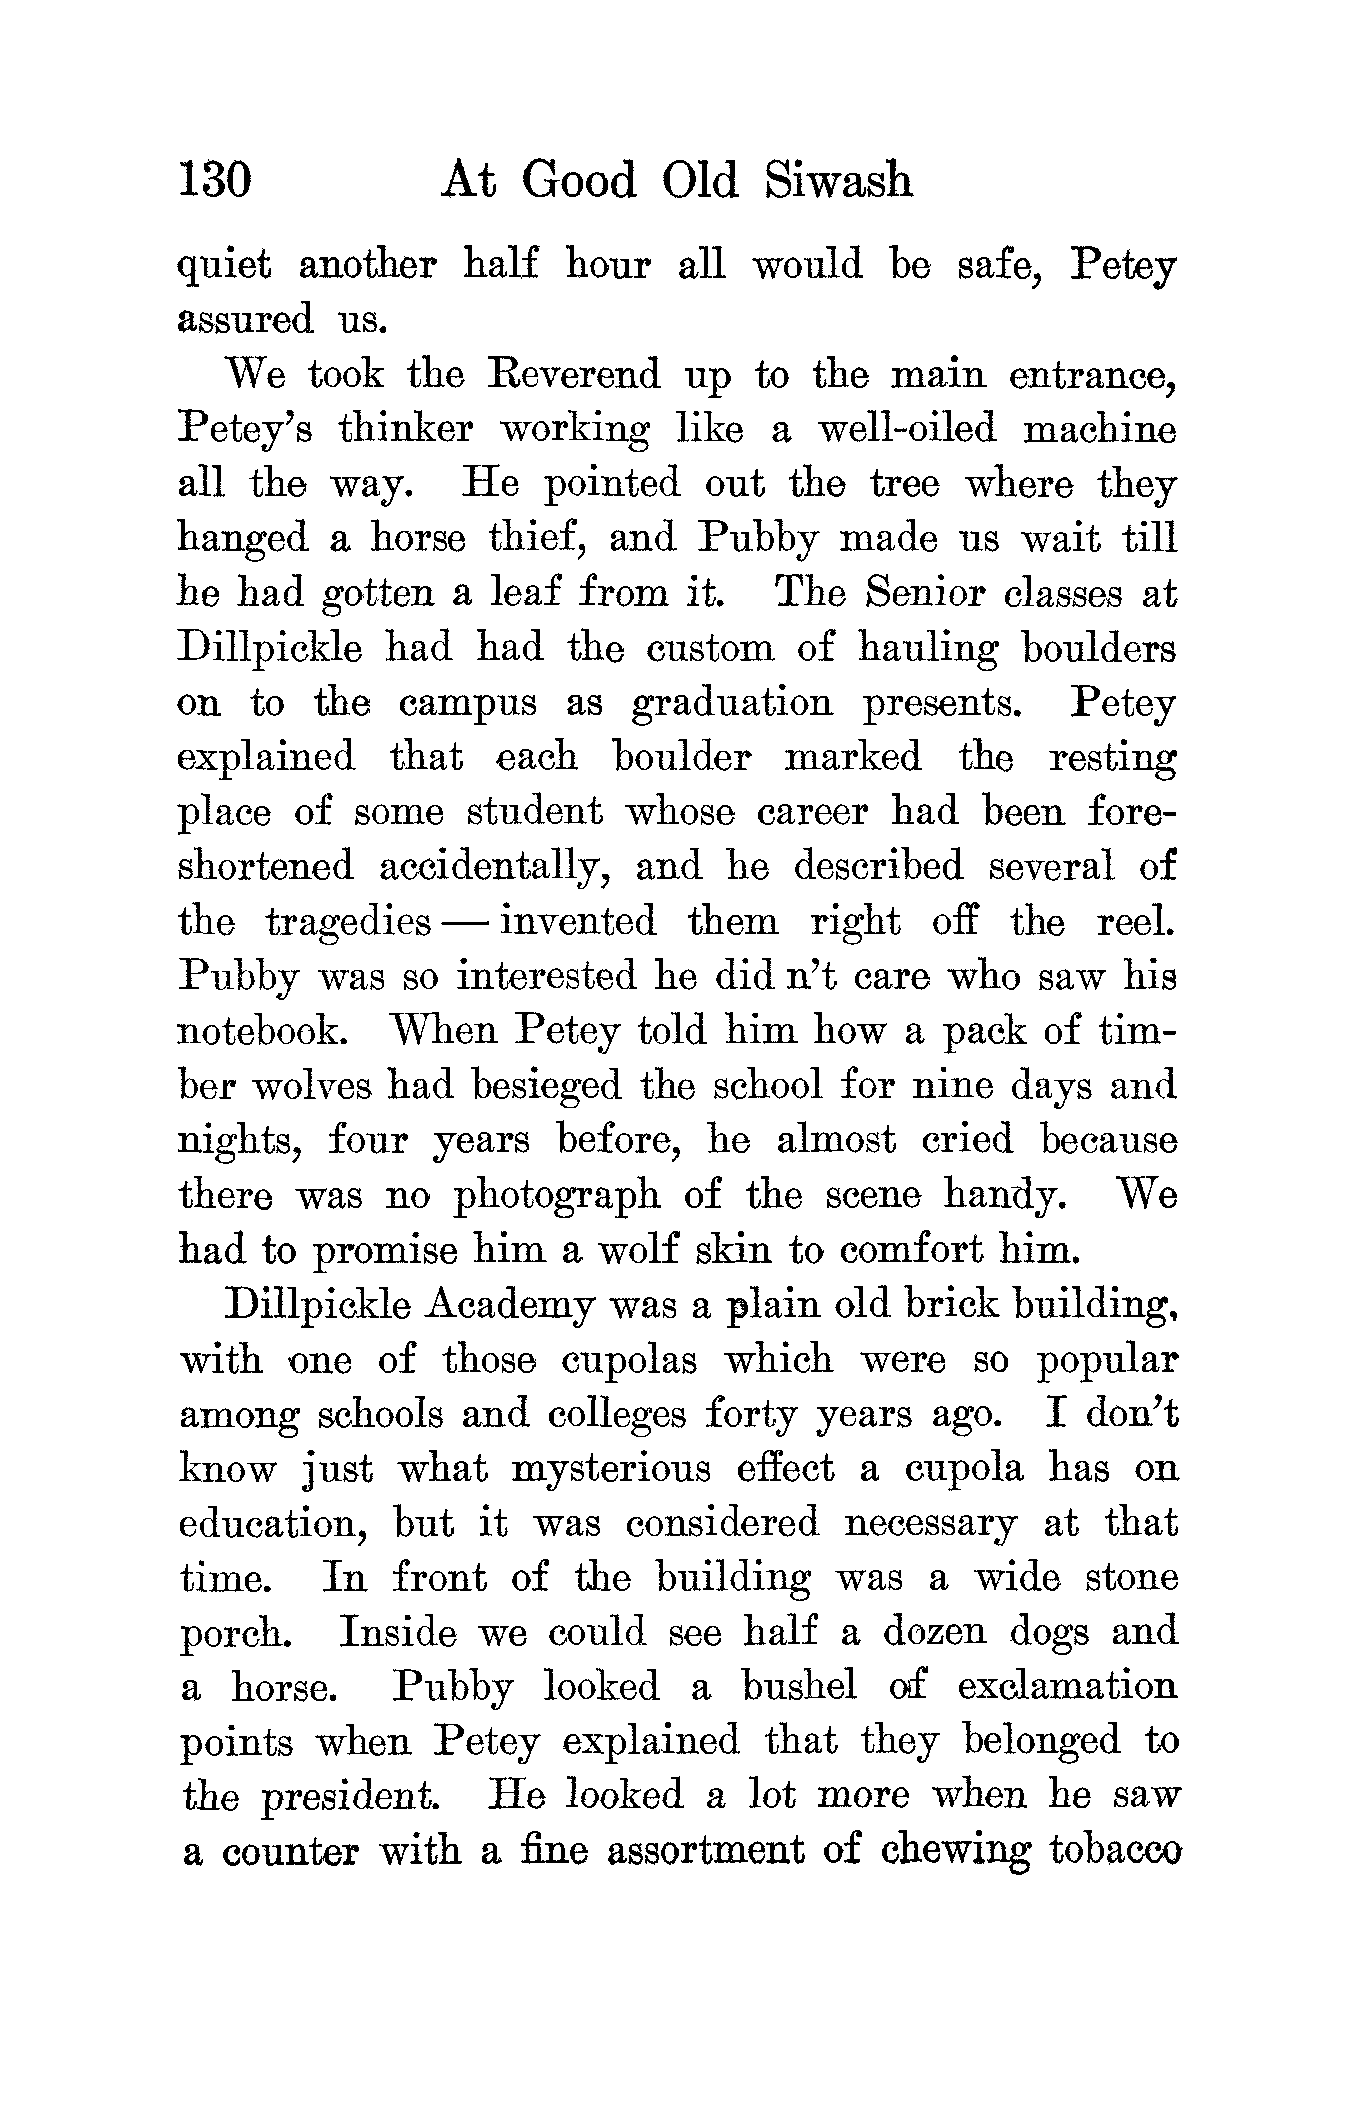 130 At Good Old Siwash
quiet another half hour all would be safe, Petey
assured us.
We took the Reverend up to the main entrance,
Petey's thinker working like a well-oiled machine
all the way. He pointed out the tree where they
hanged a horse thief, and Pubby made us wait till
he had gotten a leaf from it. The Senior classes at
Dillpickle had had the custom of hauling boulders
on to the campus as graduation presents. Petey
explained that each boulder marked the resting
place of some student whose career had been fore-
shortened accidentally, and he described several of
the tragedies — invented them right off the reel.
Pubby was so interested he did n't care who saw his
notebook. When Petey told him how a pack of tim-
ber wolves had besieged the school for nine days and
nights, four years before, he almost cried because
there was no photograph of the scene handy. We
had to promise him a wolf skin to comfort him.
Dillpickle Academy was a plain old brick building,
with one of those cupolas which were so popular
among schools and colleges forty years ago. I don't
know just what mysterious effect a cupola has on
education, but it was considered necessary at that
time. In front of the building was a wide stone
porch. Inside we could see half a dozen dogs and
a horse. Pubby looked a bushel of exclamation
points when Petey explained that they belonged to
the president. He looked a lot more when he saw
a counter with a fine assortment of chewing tobacco